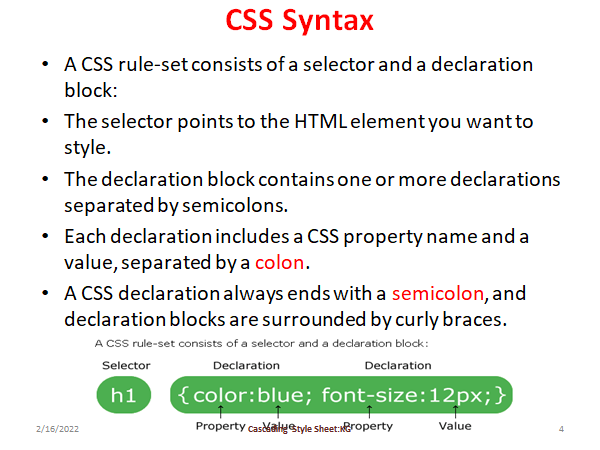 CSS Syntax
• A CSS rule-set consists of a selector and a declaration
block:
• The selector points to the HTML element you want to
style.
• The declaration block contains one or more declarations
separated by semicolons.
• Each declaration includes a CSS property name and a
value, separated by a colon.
• A CSS declaration always ends with a semicolon, and
declaration blocks are surrounded by curly braces.
A CSS rule-set consists of a selector and a declaration block:
Selector Declaration Declaration
h1 {color:blue; font-size:12px;}
Property Value Property Value
2/16/2022 Cascading Style Sheet:KG 4